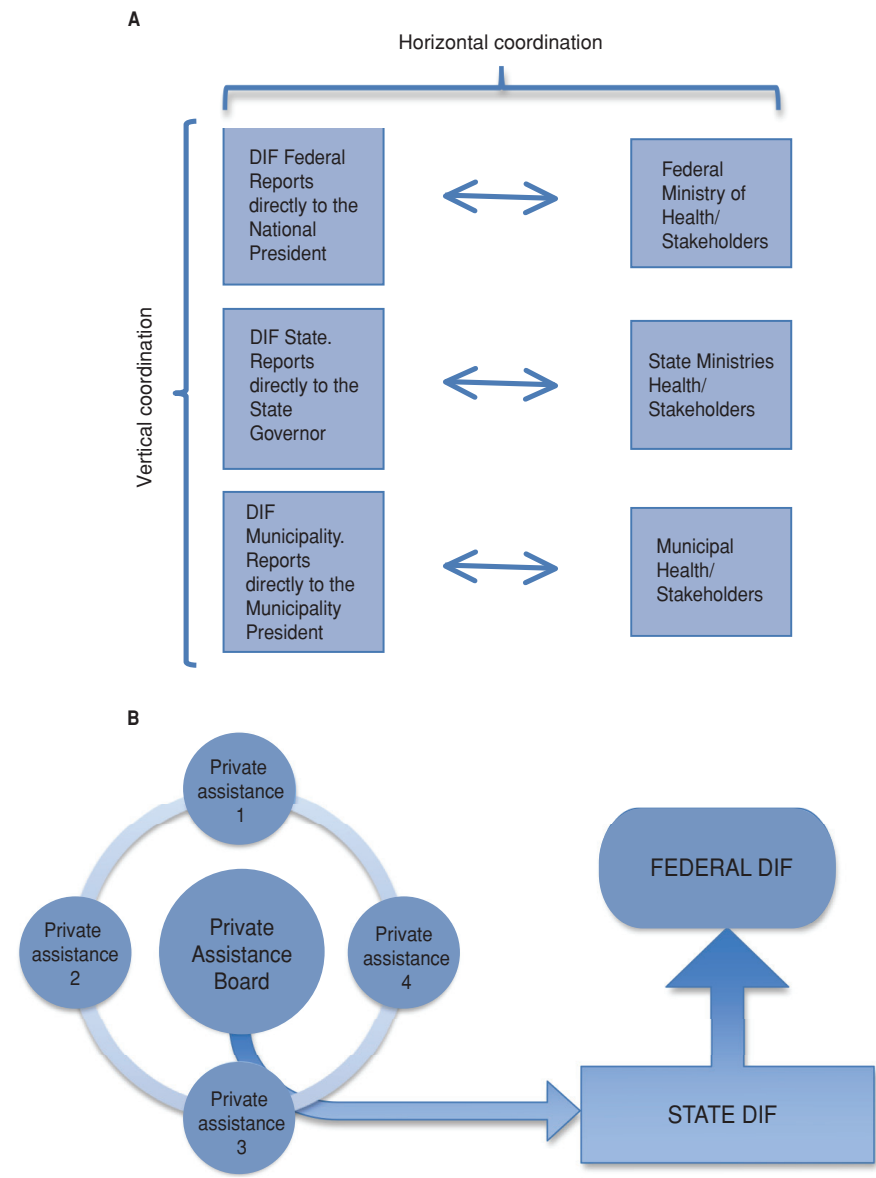 A
Horizontal coordination
Vertical coordination
DIF Federal
Reports
directly to the
National
President
Federal
Ministry of
Health/
Stakeholders
DIF State.
Reports
directly to the
State
Governor
State Ministries
Health/
Stakeholders
DIF
Municipality.
Reports
directly to the
Municipality
President
Municipal
Health/
Stakeholders
B
Private
assistance
1
Private
assistance
2
Private
Assistance
Board
Private
assistance
4
Private
assistance
3
FEDERAL DIF
STATE DIF